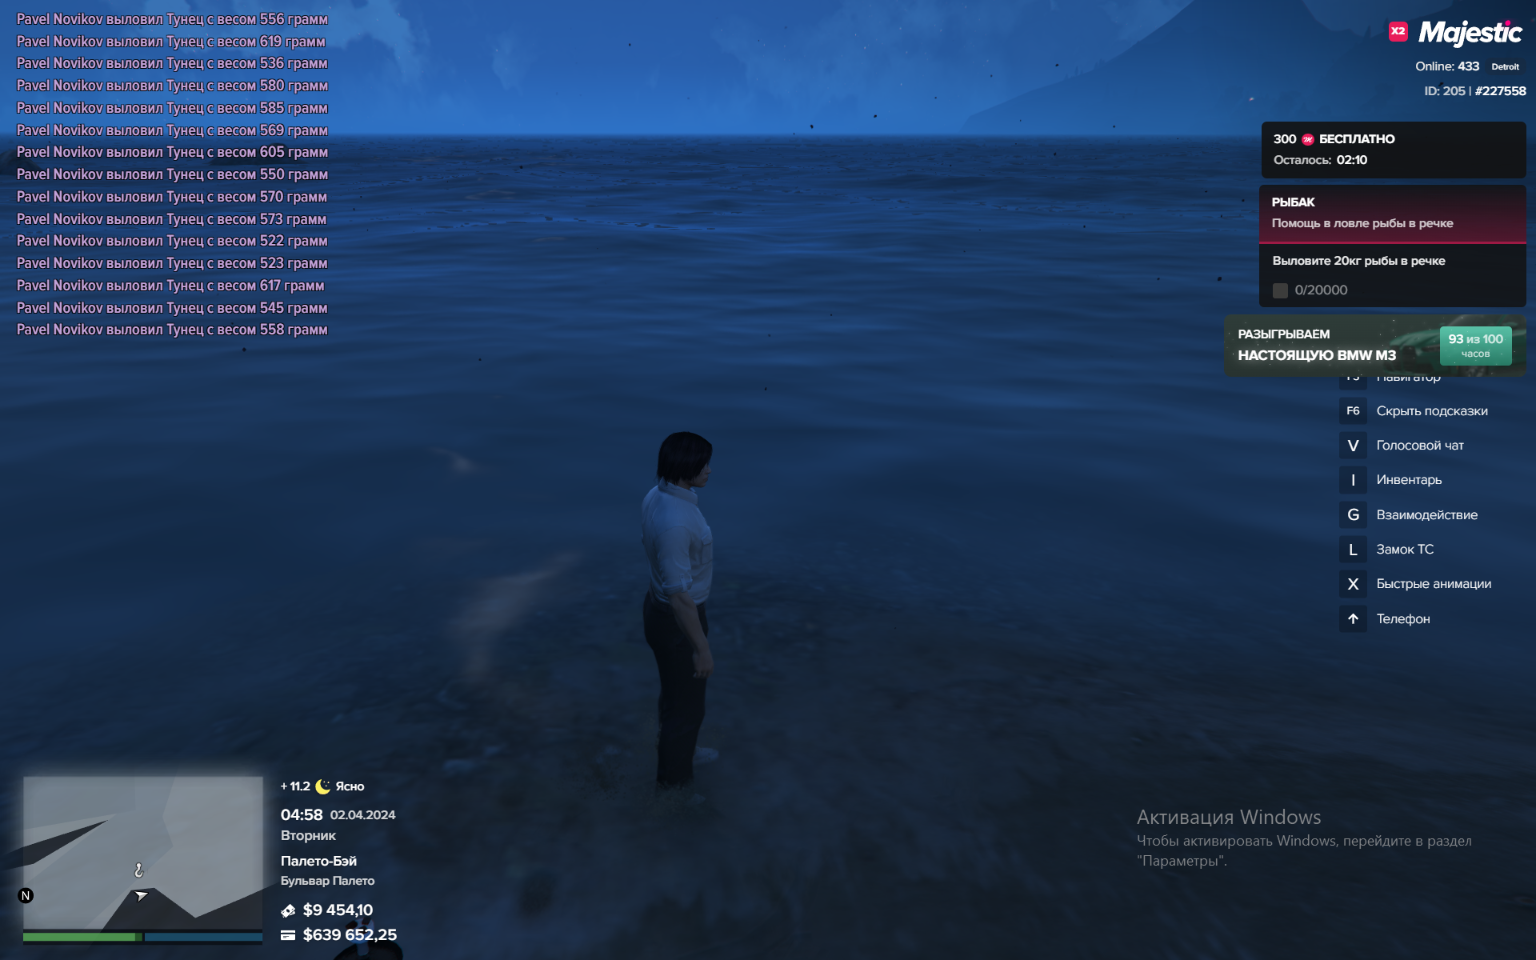 Pavel Novikov выловил Тунец с весом 556 грамм
Pavel Novikov выловил Тунец с весом 619 грамм
Pavel Novikov выловил Тунец с весом 536 грамм
Pavel Novikov выловил Тунец с весом 580 грамм
Pavel Novikov выловил Тунец с весом 585 грамм
Pavel Novikov выловил Тунец с весом 569 грамм
Pavel Novikov выловил Тунец с весом 605 грамм
Pavel Novikov выловил Тунец с весом 550 грамм
Pavel Novikov выловил Тунец с весом 570 грамм
Pavel Novikov выловил Тунец с весом 573 грамм
Pavel Novikov выловил Тунец с весом 522 грамм
Pavel Novikov выловил Тунец с весом 523 грамм
Pavel Novikov выловил Тунец с весом 617 грамм
Pavel Novikov выловил Тунец с весом 545 грамм
Pavel Novikov выловил Тунец с весом 558 грамм
X2 Majestic
Online: 433 Detroit
ID: 205 | #227558
300 БЕСПЛАТНО
Осталось: 02:10
РЫБАК
Помощь в ловле рыбы в речке
Выловите 20кг рыбы в речке
0/20000
РАЗЫГРЫВАЕМ
НАСТОЯЩУЮ BMW M3
93 из 100
часов
Навигатор
F6 Скрыть подсказки
V Голосовой чат
I Инвентарь
G Взаимодействие
L Замок ТС
X Быстрые анимации
Телефон
N
+ 11.2 Ясно
04:58 02.04.2024
Вторник
Палето-Бэй
Бульвар Палето
$9 454,10
$639 652,25
Активация Windows
Чтобы активировать Windows, перейдите в раздел
"Параметры".